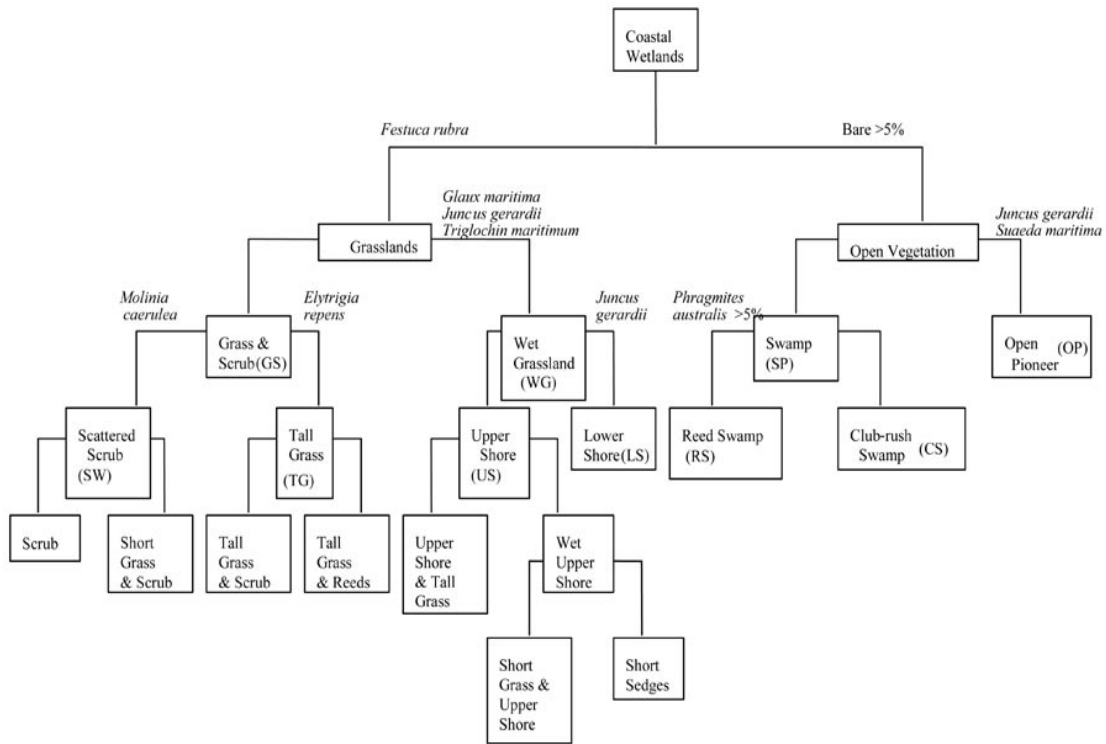 Coastal
Wetlands
Festuca rubra
Bare >5%
Glaux maritima
Juncus gerardii
Triglochin maritimum
Grasslands
Juncus gerardii
Suaeda maritima
Open Vegetation
Molinia
caerulea
Elytrigia
repens
Juncus
gerardii
Phragmites
australis >5%
Grass &
Scrub(GS)
Wet
Grassland
(WG)
Swamp
(SP)
Open (OP)
Pioneer
Scattered
Scrub
(SW)
Tall
Grass
(TG)
Upper
Shore
(US)
Lower
Shore(LS)
Reed Swamp
(RS)
Club-rush
Swamp (CS)
Scrub
Short
Grass
& Scrub
Tall
Grass
& Scrub
Tall
Grass
& Reeds
Upper
Shore
& Tall
Grass
Wet
Upper
Shore
Short
Grass &
Upper
Shore
Short
Sedges